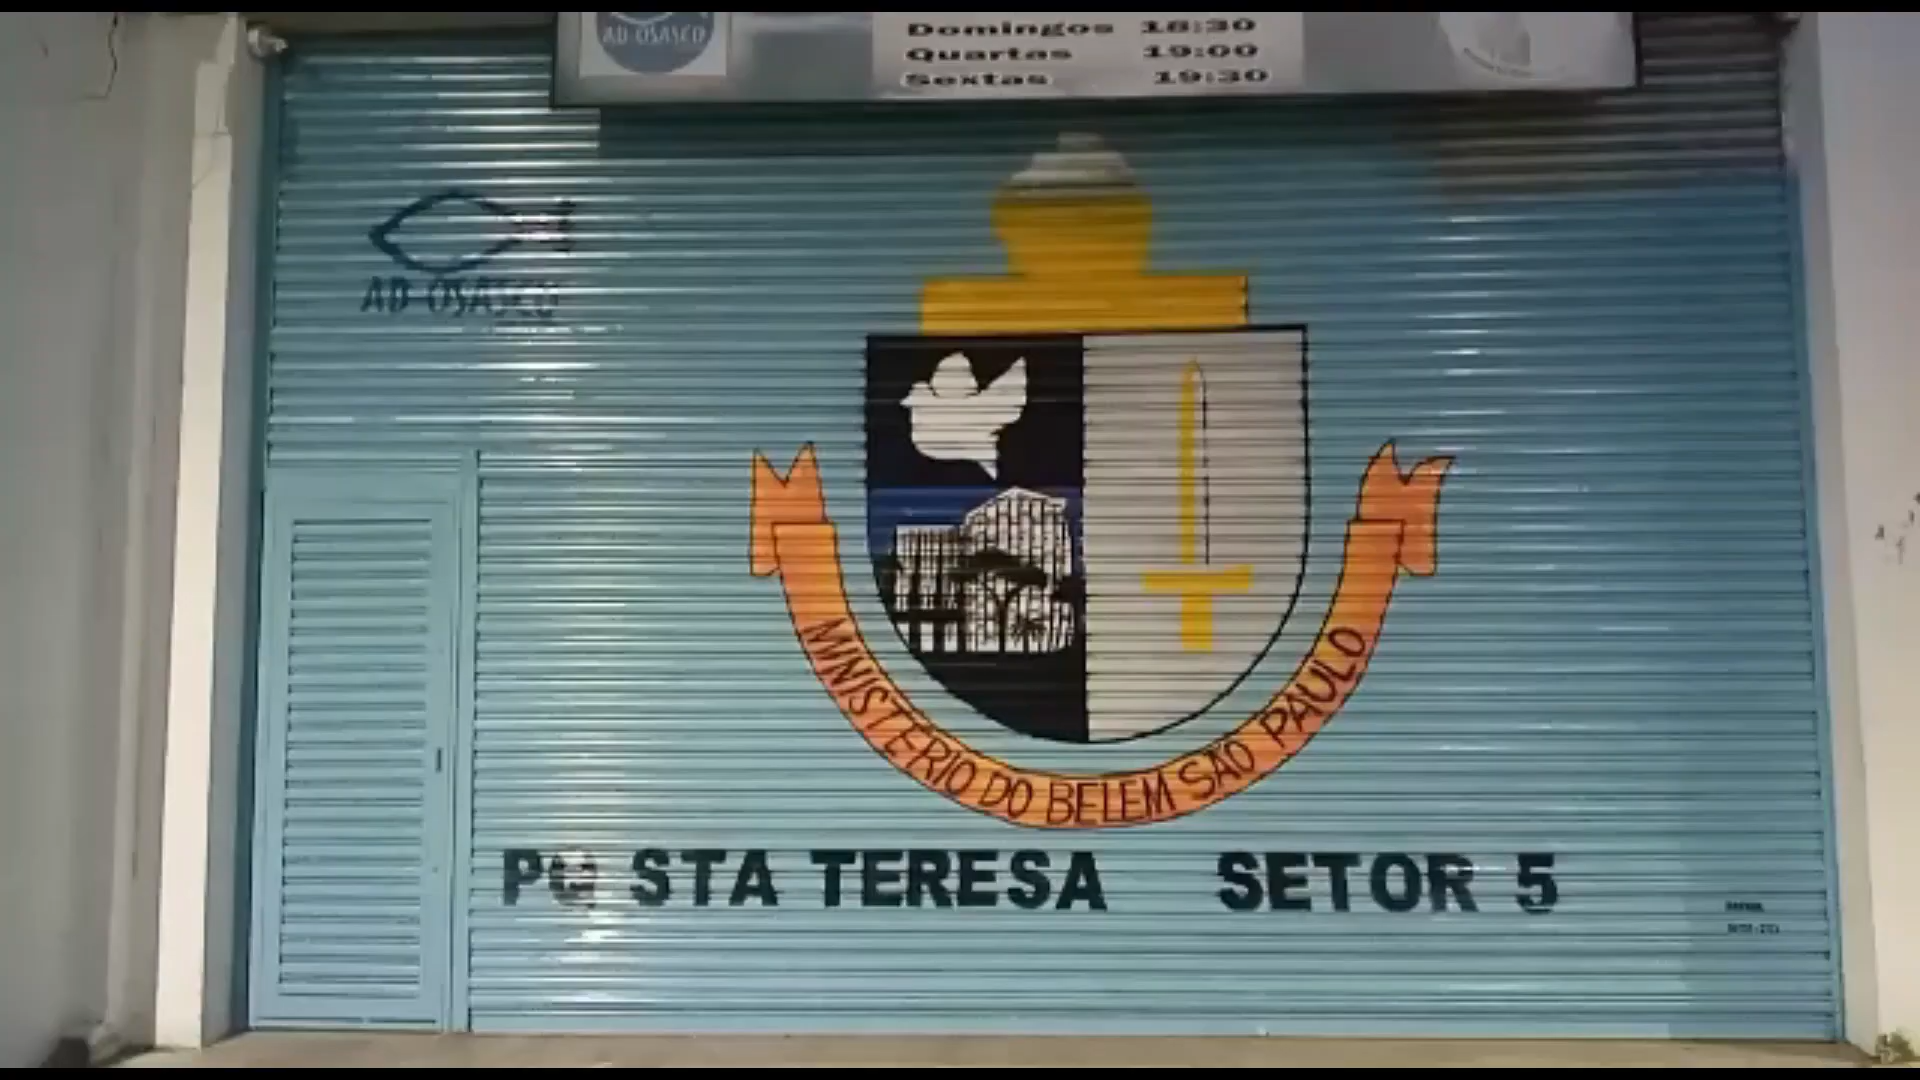 AD OSASCO
Domingos 18:30
Quartas 19:00
Sextas 19:30
AD OSASCO
MINISTÉRIO DO BELEM SÃO PAULO
PQ STA TERESA SETOR 5